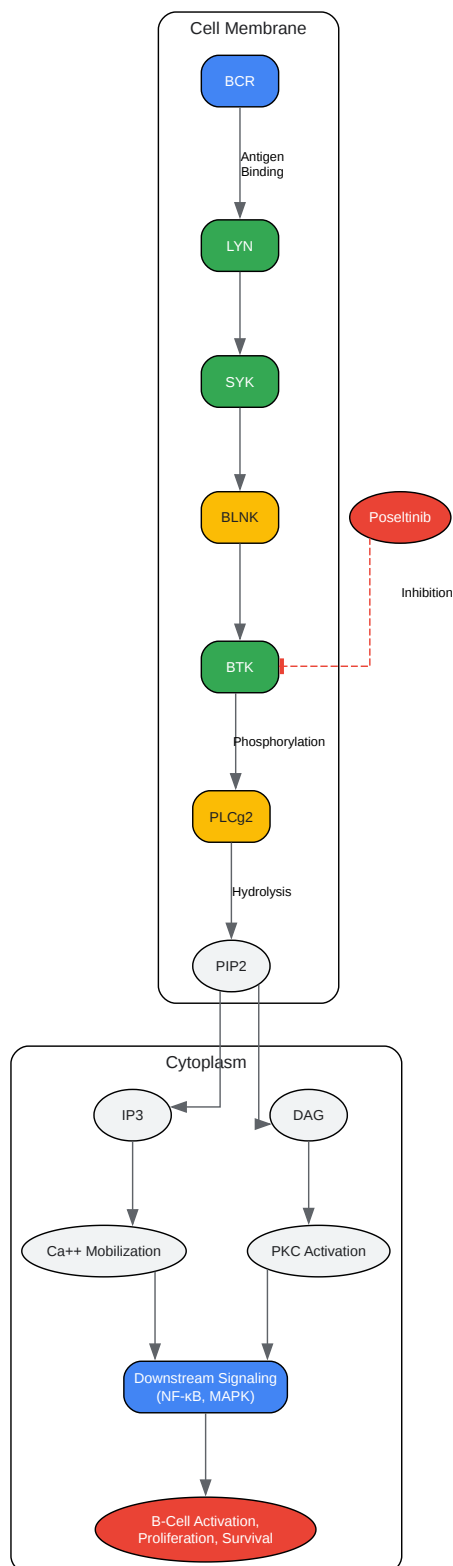 Cell Membrane
BCR
Antigen
Binding
LYN
SYK
BLNK
Poseltinib
Inhibition
BTK
Phosphorylation
PLCg2
Hydrolysis
PIP2
Cytoplasm
IP3
DAG
Ca++ Mobilization
PKC Activation
Downstream Signaling
(NF-κB, MAPK)
B-Cell Activation,
Proliferation, Survival